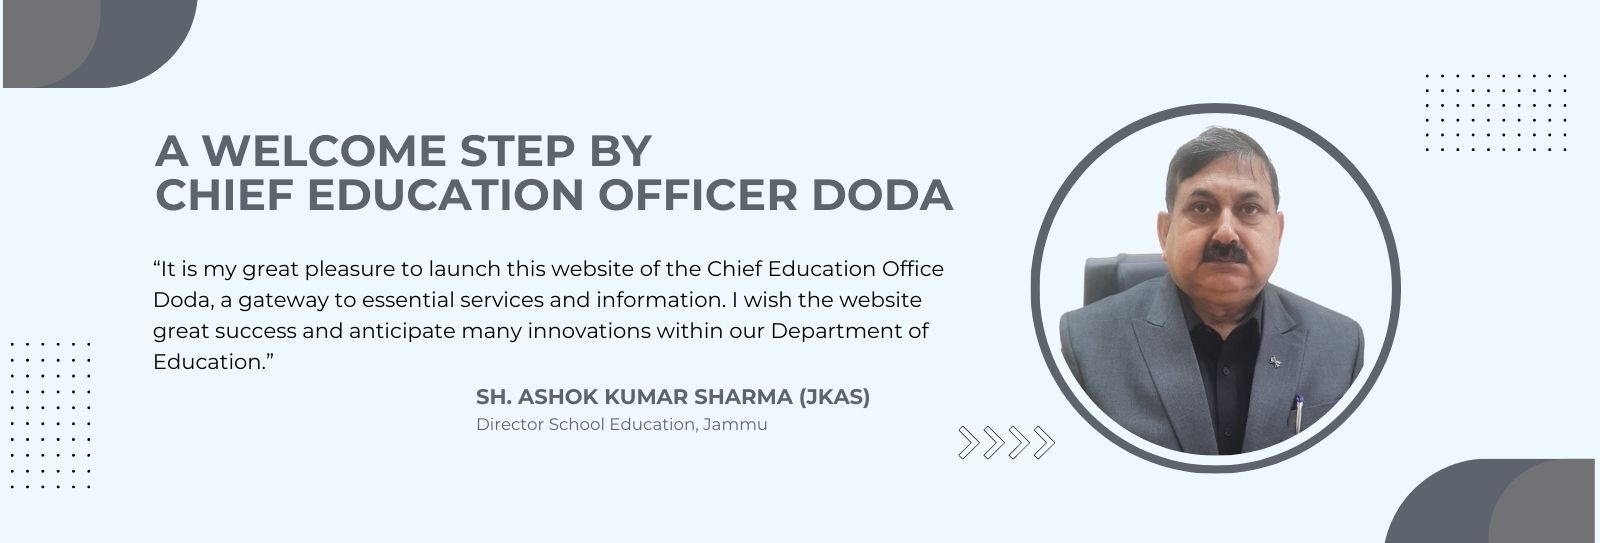 A WELCOME STEP BY
CHIEF EDUCATION OFFICER DODA
“It is my great pleasure to launch this website of the Chief Education Office
Doda, a gateway to essential services and information. I wish the website
great success and anticipate many innovations within our Department of
Education.”
SH. ASHOK KUMAR SHARMA (JKAS)
Director School Education, Jammu